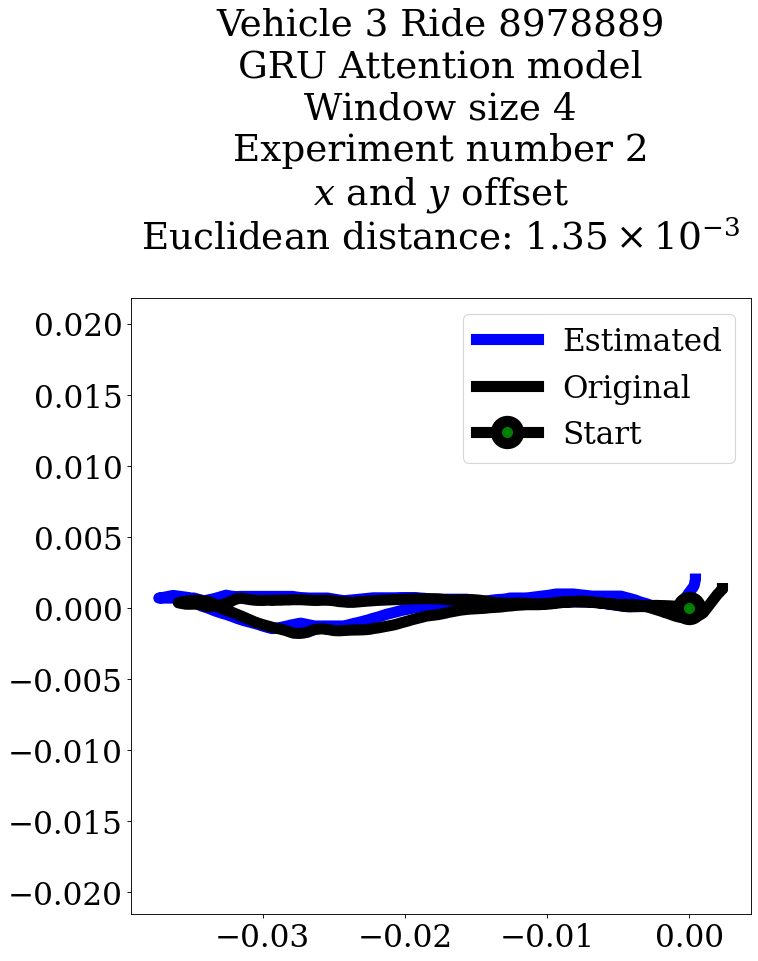 Vehicle 3 Ride 8978889
GRU Attention model
Window size 4
Experiment number 2
x and y offset
Euclidean distance: 1.35 × 10⁻³
Estimated
Original
Start
0.020
0.015
0.010
0.005
0.000
−0.005
−0.010
−0.015
−0.020
−0.03 −0.02 −0.01 0.00